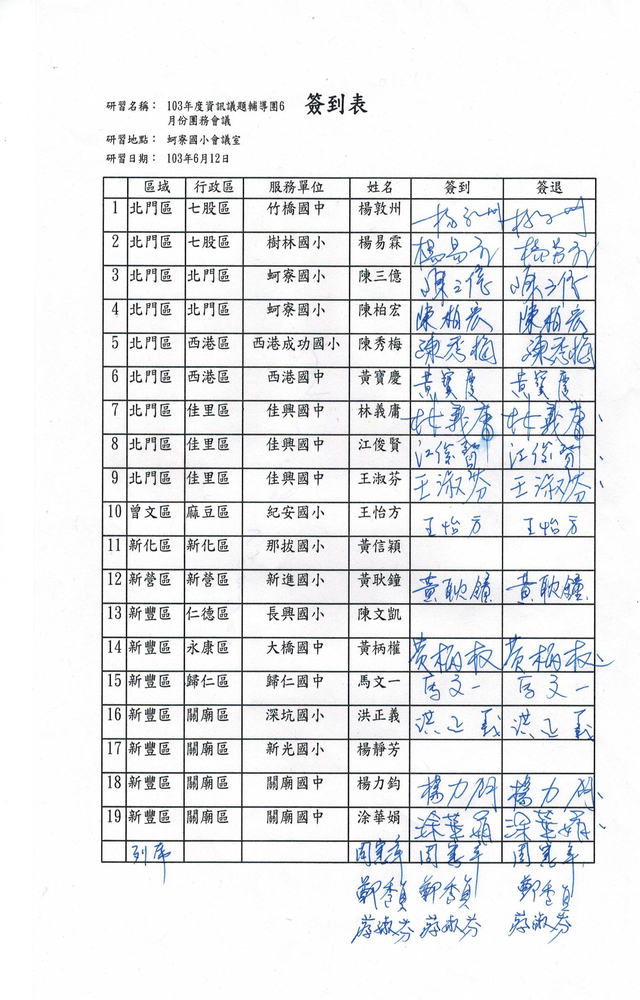 簽到表
研習名稱： 103年度資訊議題輔導團6
月份團務會議
研習地點： 蚵寮國小會議室
研習日期： 103年6月12日
區域 行政區 服務單位 姓名 簽到 簽退
1 北門區 七股區 竹橋國中 楊敦州 楊敦州 楊敦州
2 北門區 七股區 樹林國小 楊易霖 楊易霖 楊易霖
3 北門區 北門區 蚵寮國小 陳三億 陳三億 陳三億
4 北門區 北門區 蚵寮國小 陳柏宏 陳柏宏 陳柏宏
5 北門區 西港區 西港成功國小 陳秀梅 陳秀梅 陳秀梅
6 北門區 西港區 西港國中 黃寶慶 黃寶慶 黃寶慶
7 北門區 佳里區 佳興國中 林義庸 林義庸 林義庸
8 北門區 佳里區 佳興國中 江俊賢 江俊賢 江俊賢
9 北門區 佳里區 佳興國中 王淑芬 王淑芬 王淑芬
10 曾文區 麻豆區 紀安國小 王怡方 王怡方 王怡方
11 新化區 新化區 那拔國小 黃信穎
12 新營區 新營區 新進國小 黃耿鐘 黃耿鐘 黃耿鐘
13 新豐區 仁德區 長興國小 陳文凱
14 新豐區 永康區 大橋國中 黃柄權 黃柄权 黃柄权
15 新豐區 歸仁區 歸仁國中 馬文一 馬文一 馬文一
16 新豐區 關廟區 深坑國小 洪正義 洪正義 洪正義
17 新豐區 關廟區 新光國小 楊靜芳
18 新豐區 關廟區 關廟國中 楊力鈞 楊力鈞 楊力鈞
19 新豐區 關廟區 關廟國中 涂華娟 涂華娟 涂華娟
列席 周憲章 周憲章 周憲章
鄭秀貞 鄭秀貞 鄭秀貞
蔡淑芬 蔡淑芬 蔡淑芬